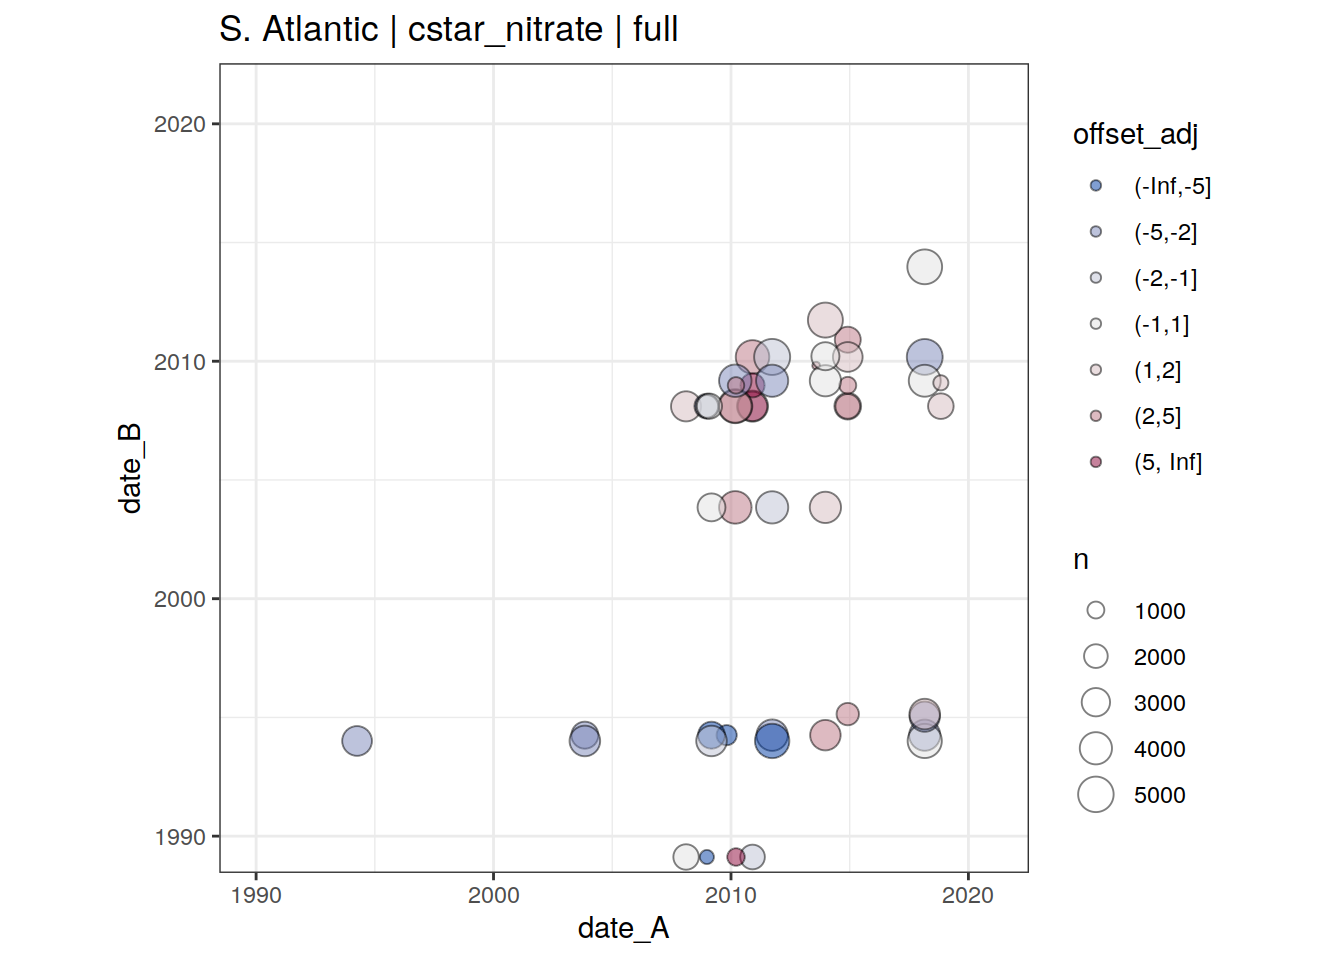 S. Atlantic | cstar_nitrate | full
2020
2010
2000
1990
date_B
1990
2000
2010
2020
date_A
offset_adj
(-Inf,-5]
(-5,-2]
(-2,-1]
(-1,1]
(1,2]
(2,5]
(5, Inf]
n
1000
2000
3000
4000
5000